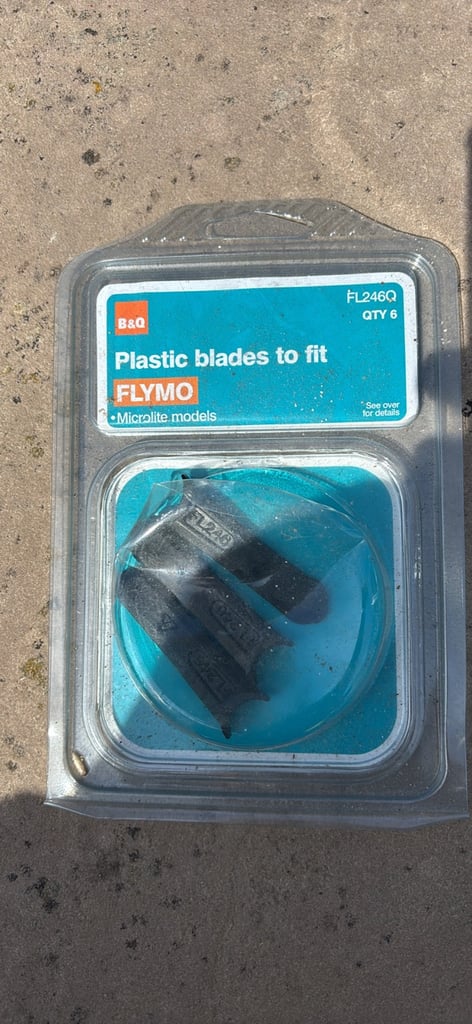 FL246Q
B&Q
QTY 6
Plastic blades to fit
FLYMO
• Microlite models
See over
for details
FL246